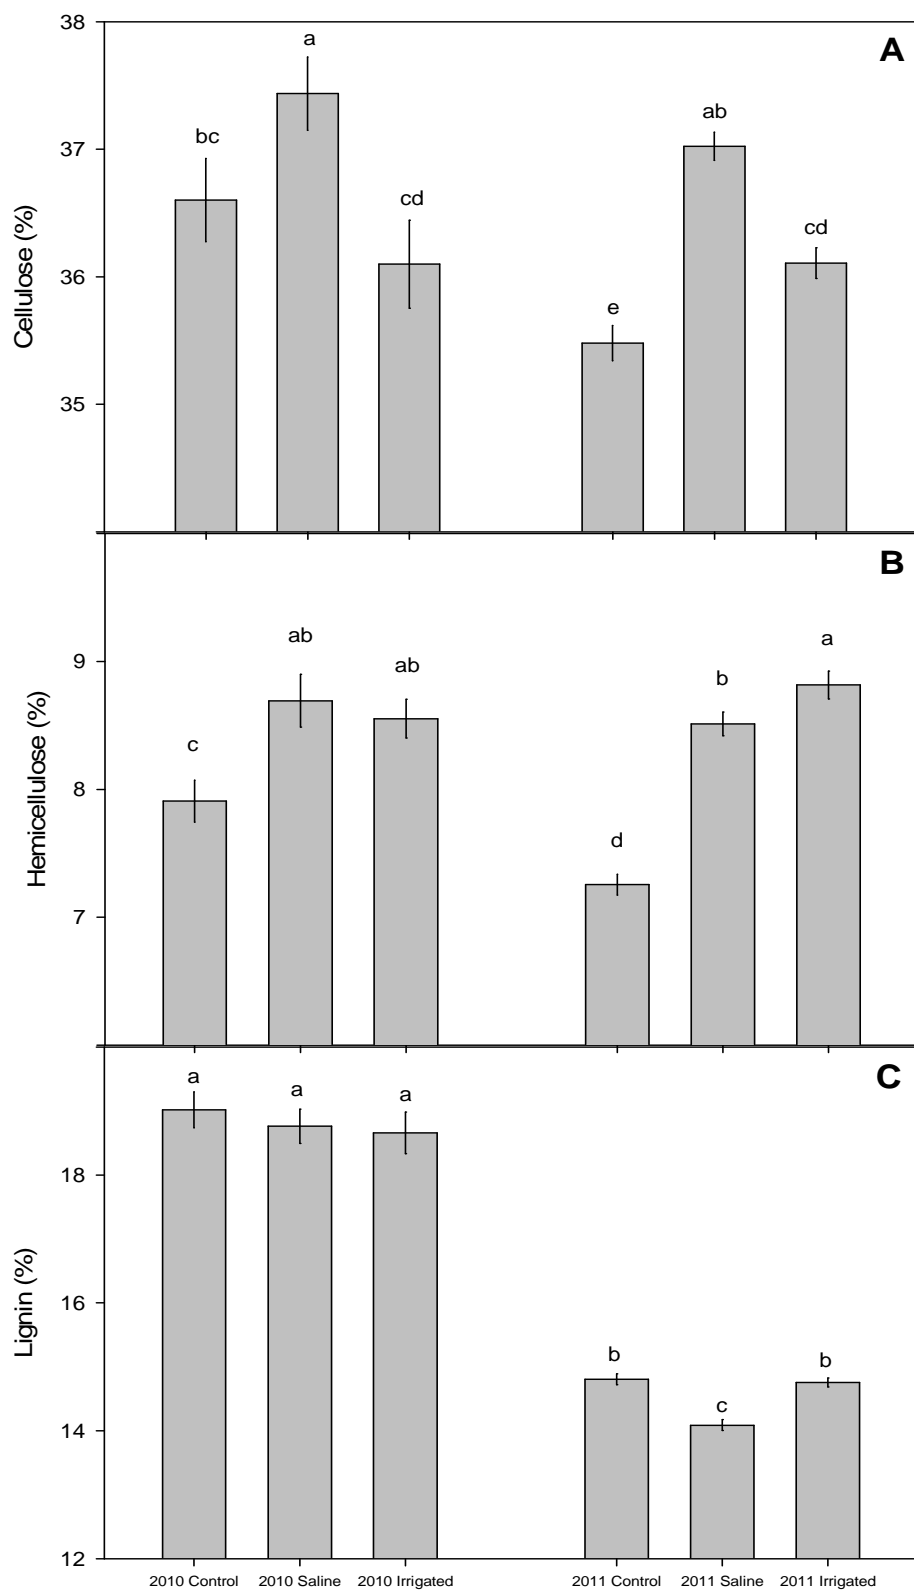 38
A
a
ab
37
bc
cd
cd
Cellulose (%)
36
e
35
B
ab
ab
a
9
b
c
Hemicellulose (%)
8
d
7
C
a
a
a
18
Lignin (%)
16
b
b
c
14
12
2010 Control 2010 Saline 2010 Irrigated 2011 Control 2011 Saline 2011 Irrigated